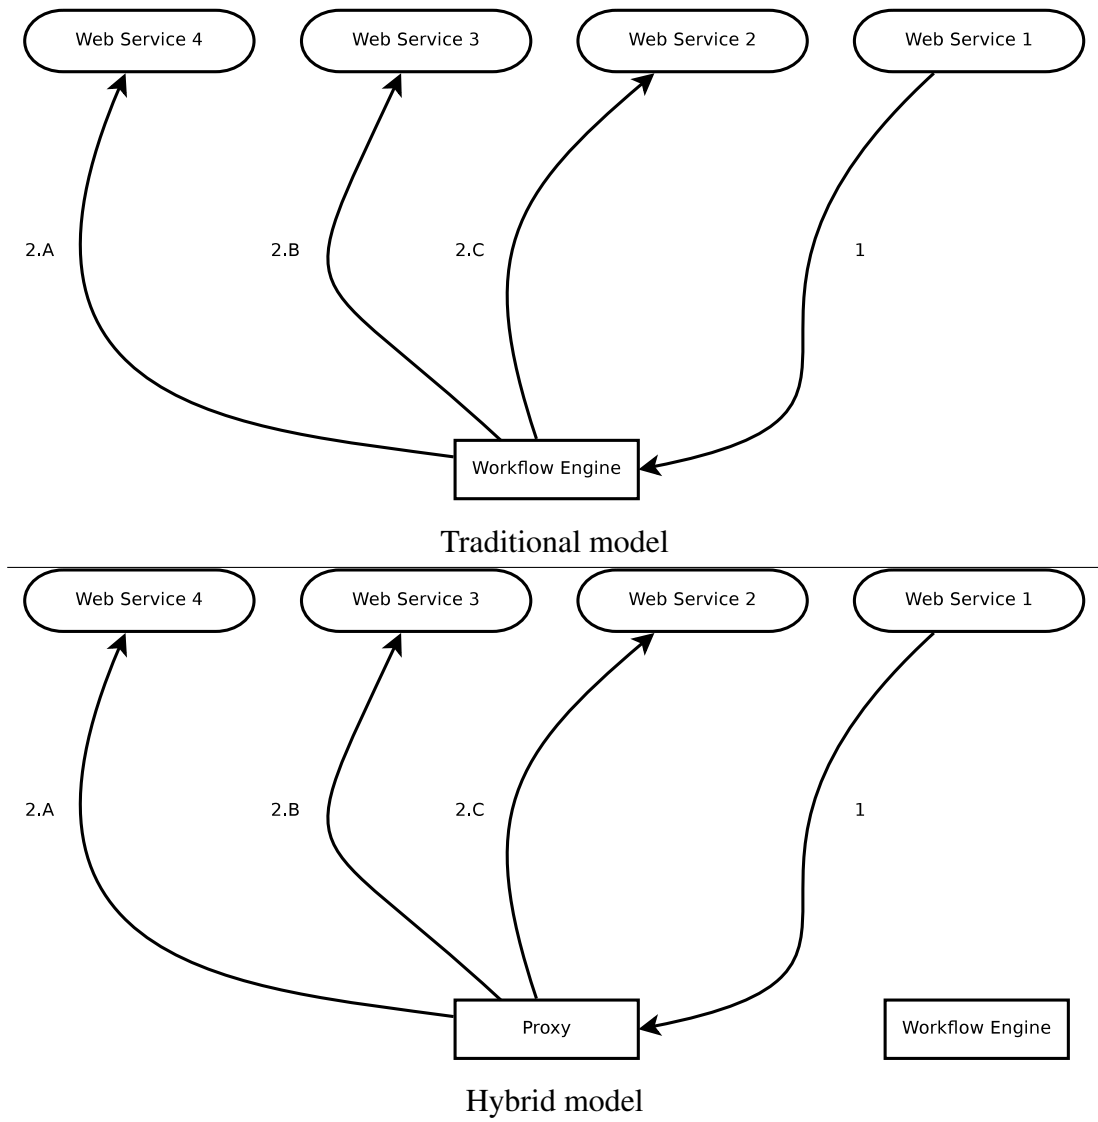 Web Service 4
Web Service 3
Web Service 2
Web Service 1
2.A
2.B
2.C
1
Workflow Engine
Traditional model
Web Service 4
Web Service 3
Web Service 2
Web Service 1
2.A
2.B
2.C
1
Proxy
Workflow Engine
Hybrid model